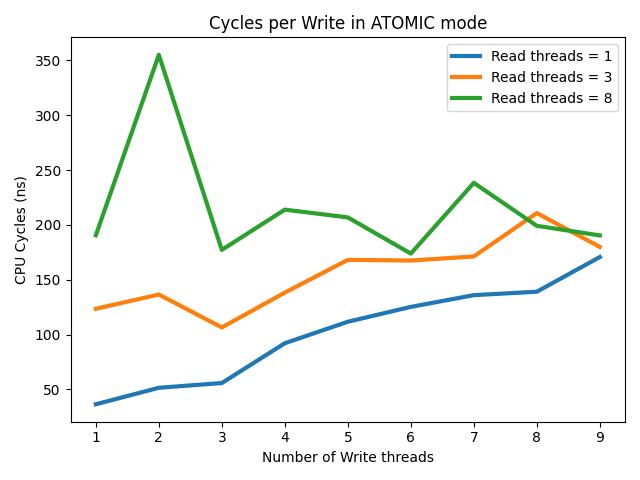 Cycles per Write in ATOMIC mode
Read threads = 1
Read threads = 3
Read threads = 8
CPU Cycles (ns)
350
300
250
200
150
100
50
1 2 3 4 5 6 7 8 9
Number of Write threads